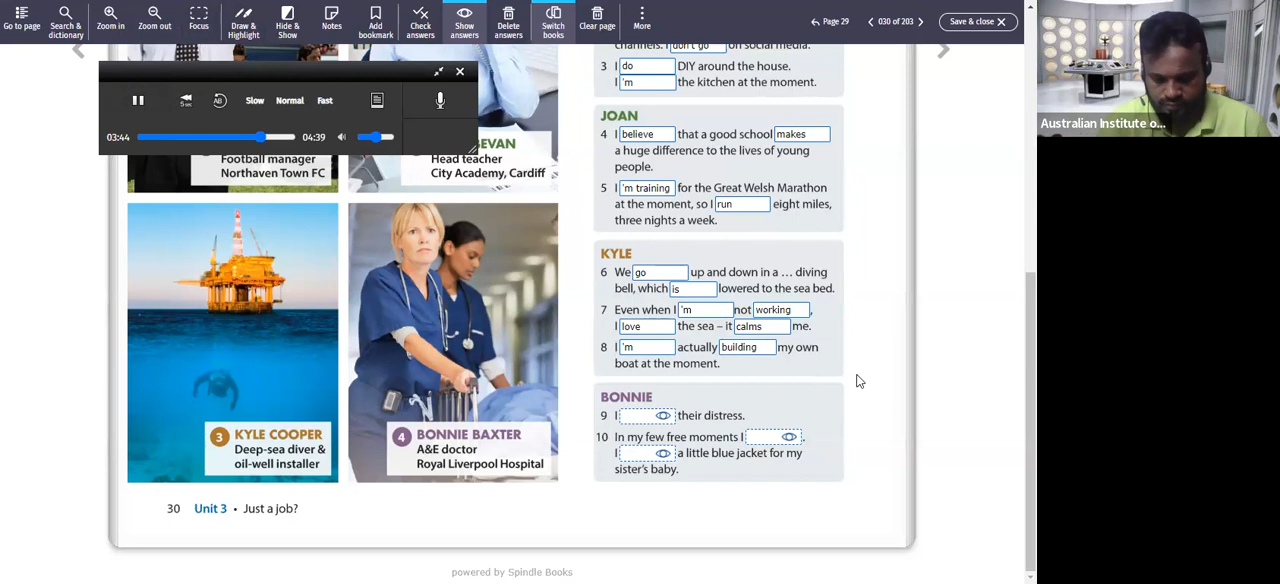 Go to page
Search & dictionary
Zoom in
Zoom out
Focus
Draw & Highlight
Hide & Show
Notes
Add bookmark
Check answers
Show answers
Delete answers
Switch books
Clear page
More
Page 29
030 of 203
Save & close
5 sec
AB
Slow
Normal
Fast
03:44
04:39
Football manager
Northaven Town FC
EVAN
Head teacher
City Academy, Cardiff
3 KYLE COOPER
Deep-sea diver &
oil-well installer
4 BONNIE BAXTER
A&E doctor
Royal Liverpool Hospital
channels. I don't go on social media.
3 I do DIY around the house.
I 'm the kitchen at the moment.
JOAN
4 I believe that a good school makes
a huge difference to the lives of young
people.
5 I 'm training for the Great Welsh Marathon
at the moment, so I run eight miles,
three nights a week.
KYLE
6 We go up and down in a … diving
bell, which is lowered to the sea bed.
7 Even when I 'm not working ,
I love the sea – it calms me.
8 I 'm actually building my own
boat at the moment.
BONNIE
9 I their distress.
10 In my few free moments I .
I a little blue jacket for my
sister's baby.
30 Unit 3 • Just a job?
powered by Spindle Books
Australian Institute o...